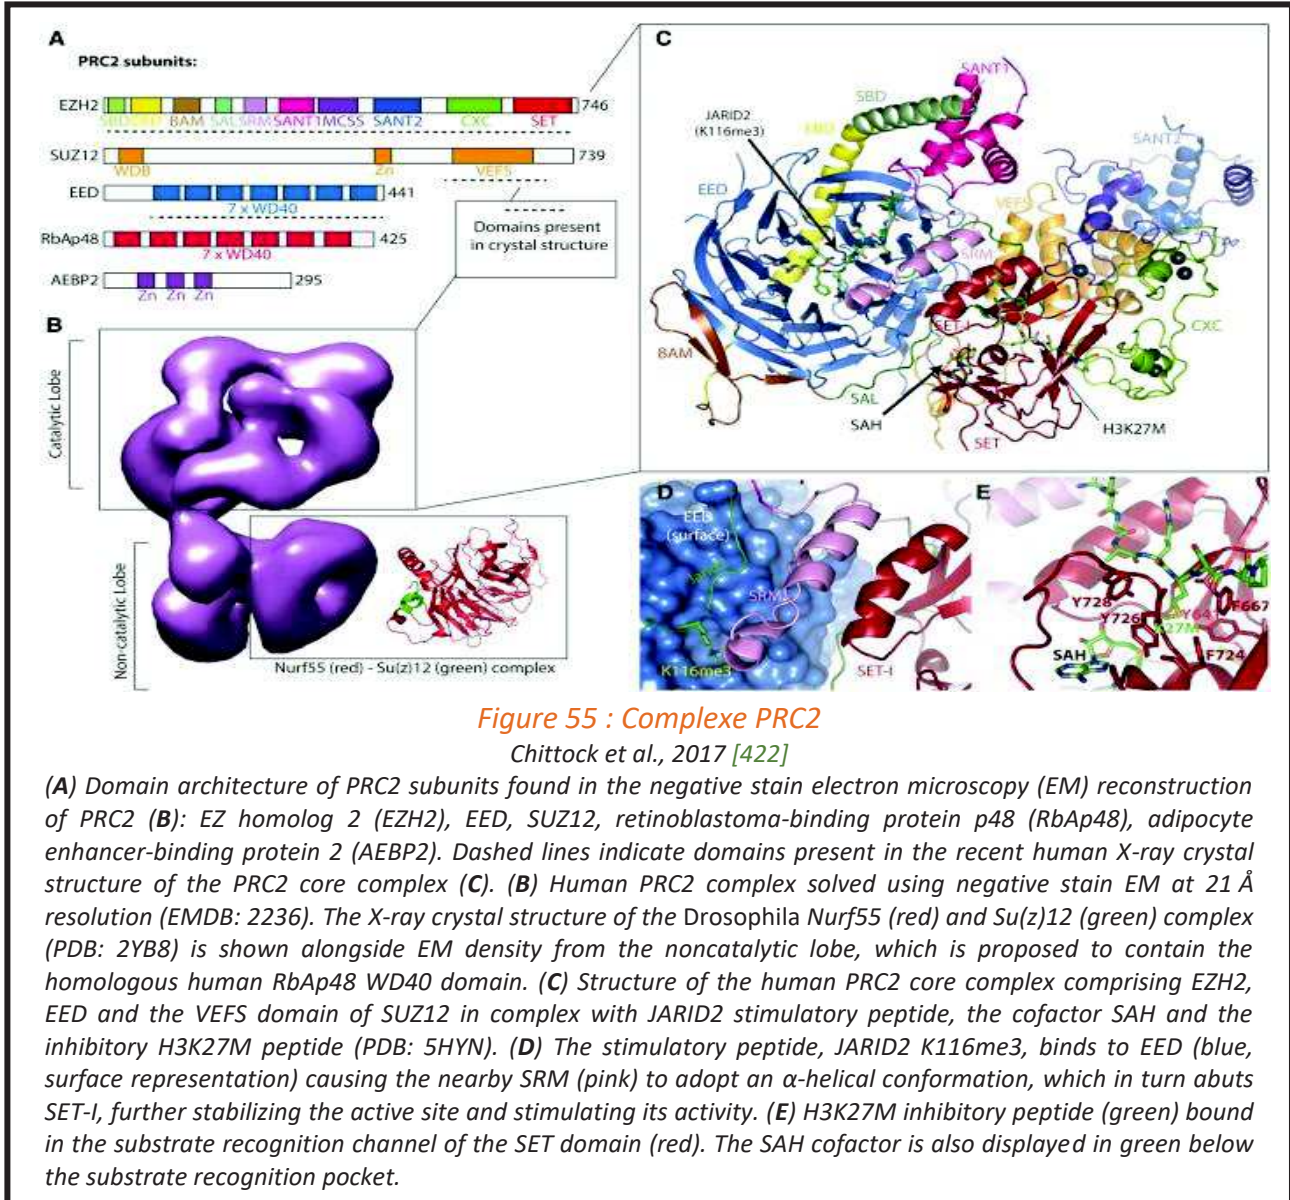 A
PRC2 subunits:
EZH2
746
SBD EBD BAM SAL SRM SANT1 MCSS SANT2 CXC SET
SUZ12
739
WDB Zn VEFS
EED
441
7 x WD40
RbAp48
425
7 x WD40
AEBP2
295
Zn Zn Zn
Domains present
in crystal structure
B
Catalytic Lobe
Non-catalytic Lobe
Nurf55 (red) - Su(z)12 (green) complex
C
SANT1
SBD
JARID2
(K116me3)
EBD
SANT2
EED
VEFS
SRM
SET-I
CXC
BAM
SAL
SAH
H3K27M
SET
D
EED
(surface)
SRM
K116me3
SET-I
E
Y728
Y726
F667
SAH
F724
Figure 55 : Complexe PRC2
Chittock et al., 2017 [422]
(A) Domain architecture of PRC2 subunits found in the negative stain electron microscopy (EM) reconstruction
of PRC2 (B): EZ homolog 2 (EZH2), EED, SUZ12, retinoblastoma-binding protein p48 (RbAp48), adipocyte
enhancer-binding protein 2 (AEBP2). Dashed lines indicate domains present in the recent human X-ray crystal
structure of the PRC2 core complex (C). (B) Human PRC2 complex solved using negative stain EM at 21 Å
resolution (EMDB: 2236). The X-ray crystal structure of the Drosophila Nurf55 (red) and Su(z)12 (green) complex
(PDB: 2YB8) is shown alongside EM density from the noncatalytic lobe, which is proposed to contain the
homologous human RbAp48 WD40 domain. (C) Structure of the human PRC2 core complex comprising EZH2,
EED and the VEFS domain of SUZ12 in complex with JARID2 stimulatory peptide, the cofactor SAH and the
inhibitory H3K27M peptide (PDB: 5HYN). (D) The stimulatory peptide, JARID2 K116me3, binds to EED (blue,
surface representation) causing the nearby SRM (pink) to adopt an α-helical conformation, which in turn abuts
SET-I, further stabilizing the active site and stimulating its activity. (E) H3K27M inhibitory peptide (green) bound
in the substrate recognition channel of the SET domain (red). The SAH cofactor is also displayed in green below
the substrate recognition pocket.